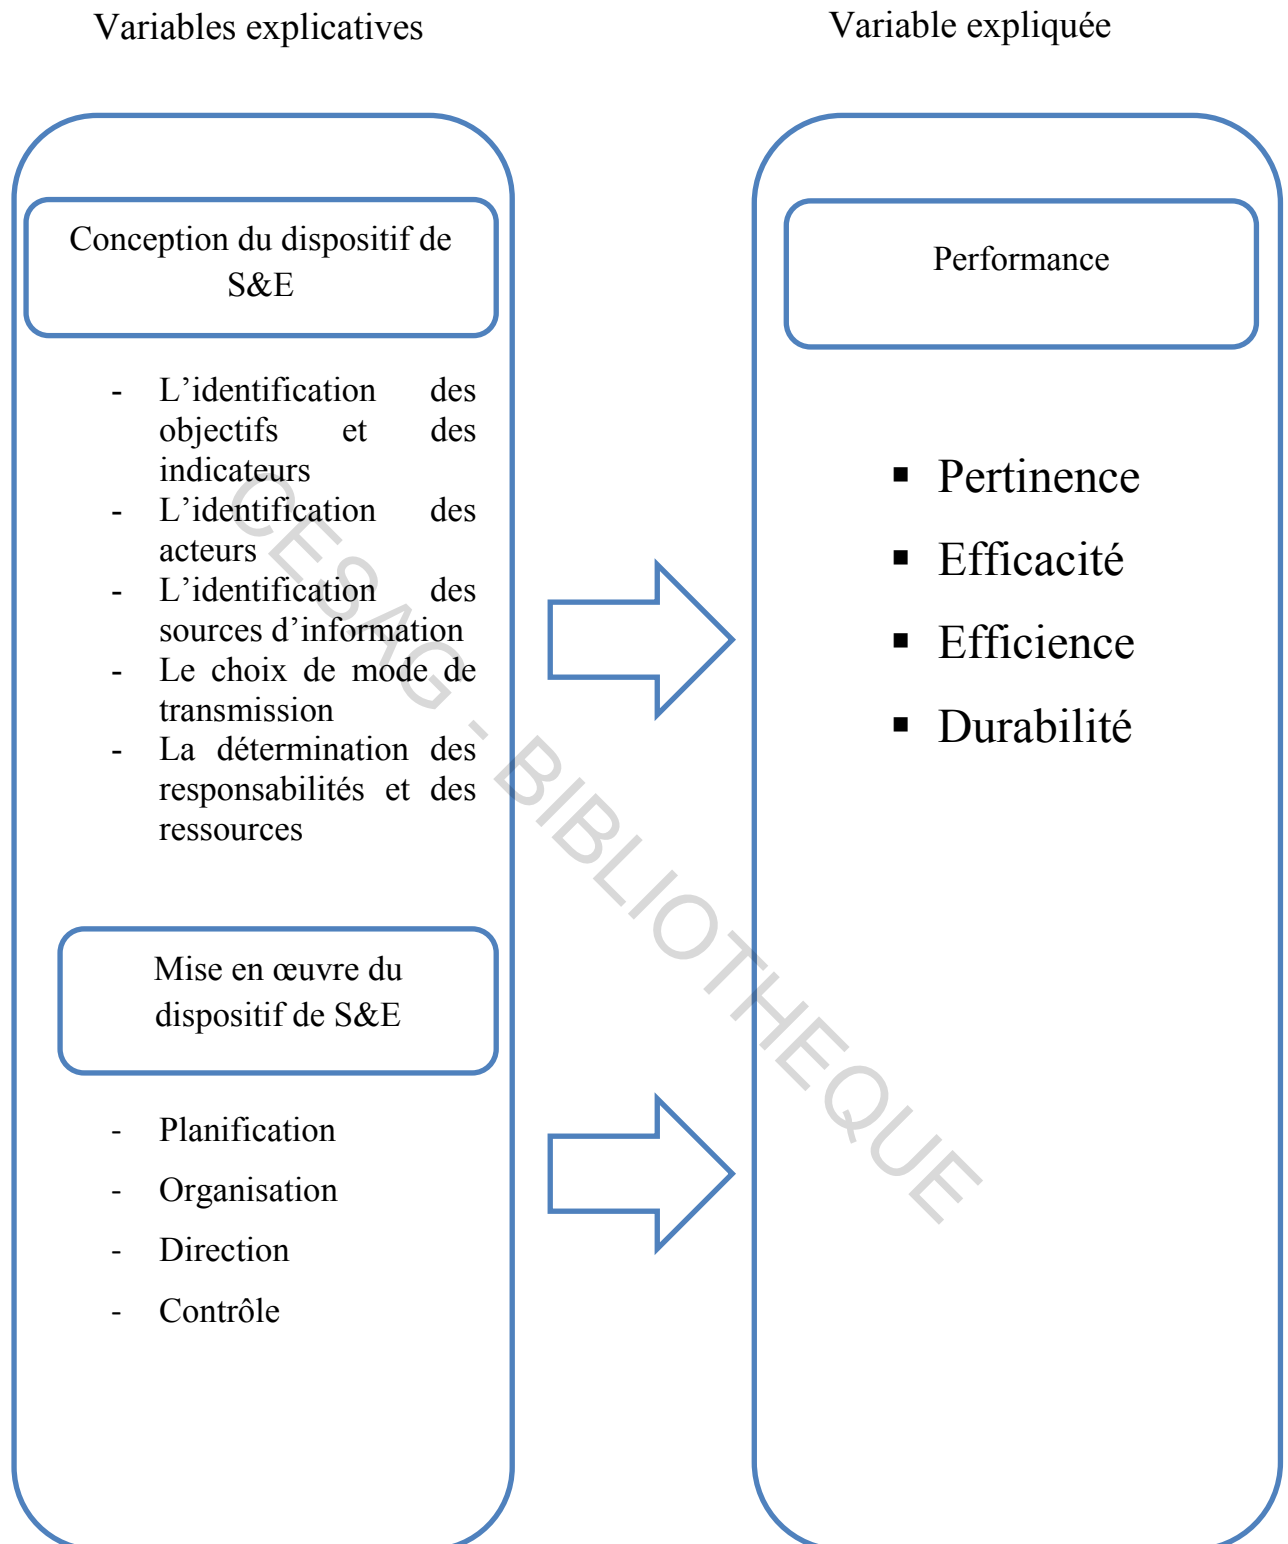 Variables explicatives
Variable expliquée
Conception du dispositif de
S&E
- L’identification des
objectifs et des
indicateurs
- L’identification des
acteurs
- L’identification des
sources d’information
- Le choix de mode de
transmission
- La détermination des
responsabilités et des
ressources
Mise en œuvre du
dispositif de S&E
- Planification
- Organisation
- Direction
- Contrôle
Performance
▪ Pertinence
▪ Efficacité
▪ Efficience
▪ Durabilité
CESAG - BIBLIOTHEQUE